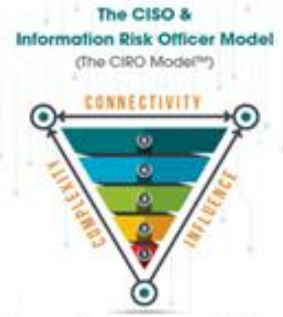 The CISO &
Information Risk Officer Model
(The CIRO Model™)
CONNECTIVITY
COMPLEXITY
INFLUENCE